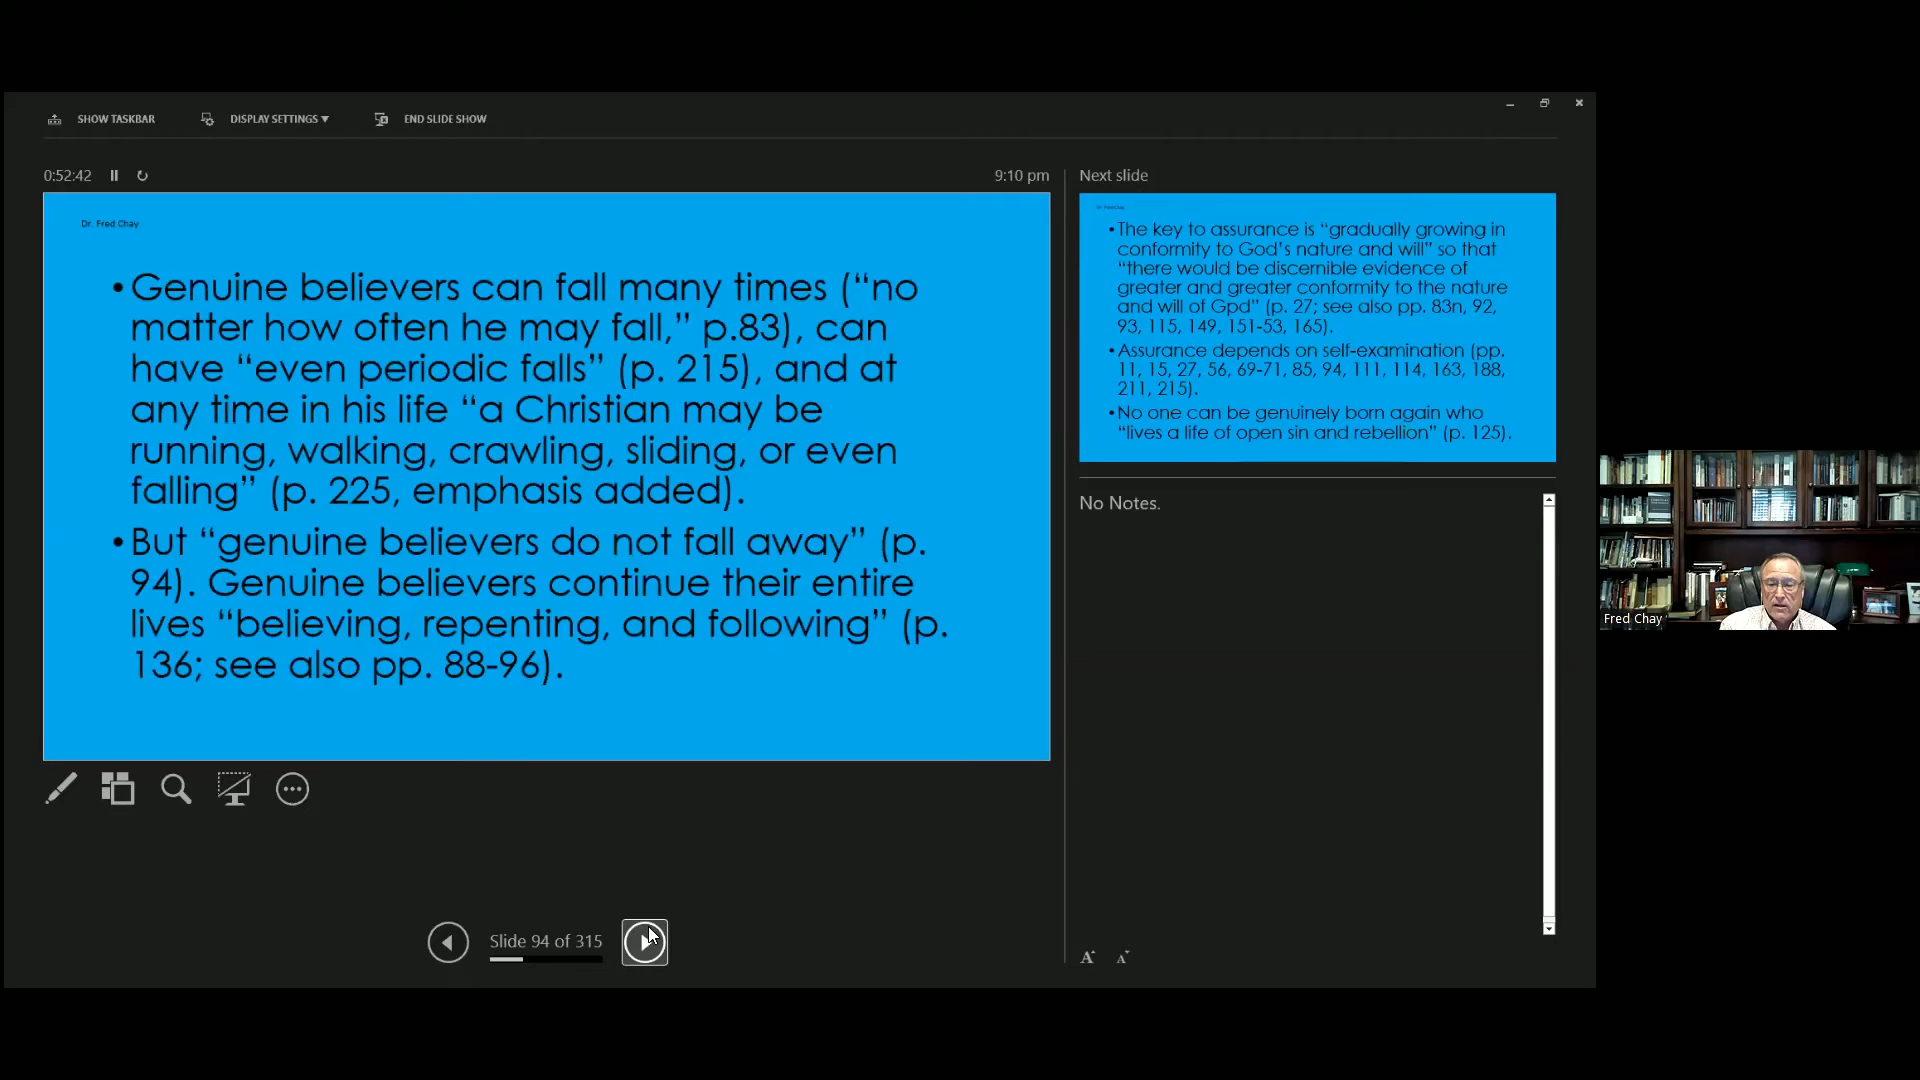 SHOW TASKBAR
DISPLAY SETTINGS ▾
END SLIDE SHOW
0:52:42
9:10 pm
Dr. Fred Chay
• Genuine believers can fall many times (“no
matter how often he may fall,” p.83), can
have “even periodic falls” (p. 215), and at
any time in his life “a Christian may be
running, walking, crawling, sliding, or even
falling” (p. 225, emphasis added).
• But “genuine believers do not fall away” (p.
94). Genuine believers continue their entire
lives “believing, repenting, and following” (p.
136; see also pp. 88-96).
Slide 94 of 315
Next slide
Dr. Fred Chay
• The key to assurance is “gradually growing in
conformity to God’s nature and will” so that
“there would be discernible evidence of
greater and greater conformity to the nature
and will of Gpd” (p. 27; see also pp. 83n, 92,
93, 115, 149, 151-53, 165).
• Assurance depends on self-examination (pp.
11, 15, 27, 56, 69-71, 85, 94, 111, 114, 163, 188,
211, 215).
• No one can be genuinely born again who
“lives a life of open sin and rebellion” (p. 125).
No Notes.
A A
Fred Chay